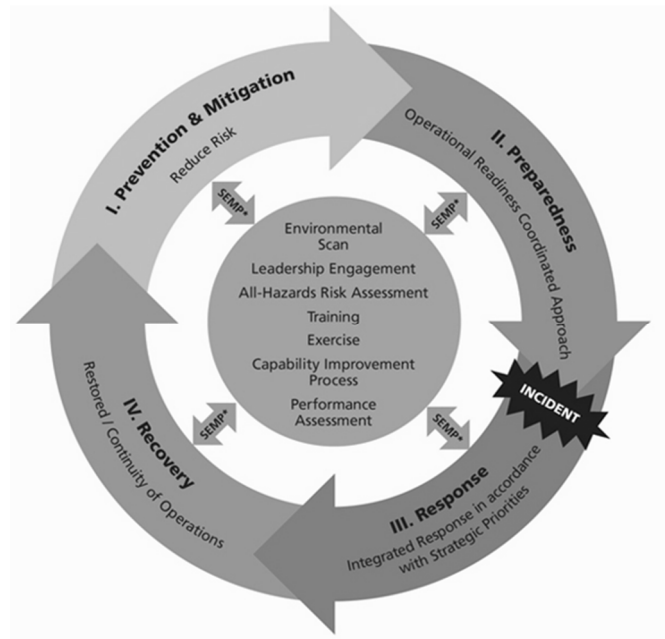 I. Prevention & Mitigation
Reduce Risk
II. Preparedness
Operational Readiness Coordinated Approach
INCIDENT
III. Response
Integrated Response in accordance
with Strategic Priorities
IV. Recovery
Restored / Continuity of Operations
SEMP*
SEMP*
SEMP*
SEMP*
Environmental
Scan
Leadership Engagement
All-Hazards Risk Assessment
Training
Exercise
Capability Improvement
Process
Performance
Assessment